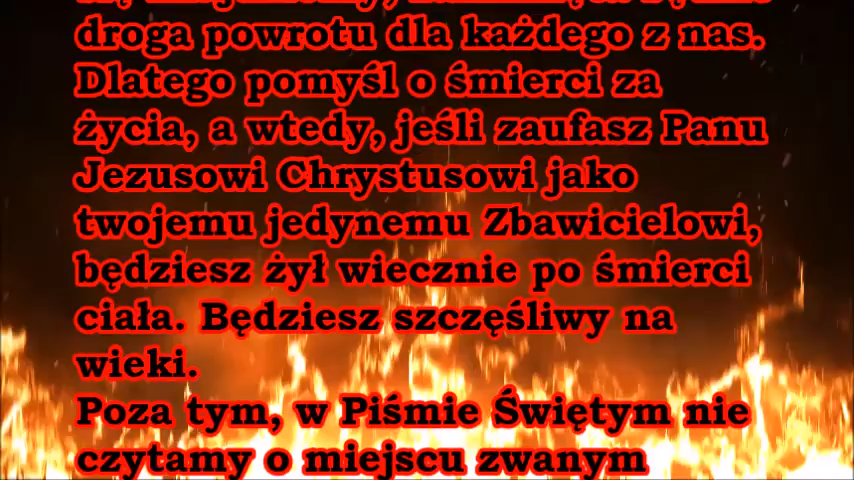 droga powrotu dla każdego z nas.
Dlatego pomyśl o śmierci za
życia, a wtedy, jeśli zaufasz Panu
Jezusowi Chrystusowi jako
twojemu jedynemu Zbawicielowi,
będziesz żył wiecznie po śmierci
ciała. Będziesz szczęśliwy na
wieki.
Poza tym, w Piśmie Świętym nie
czytamy o miejscu zwanym